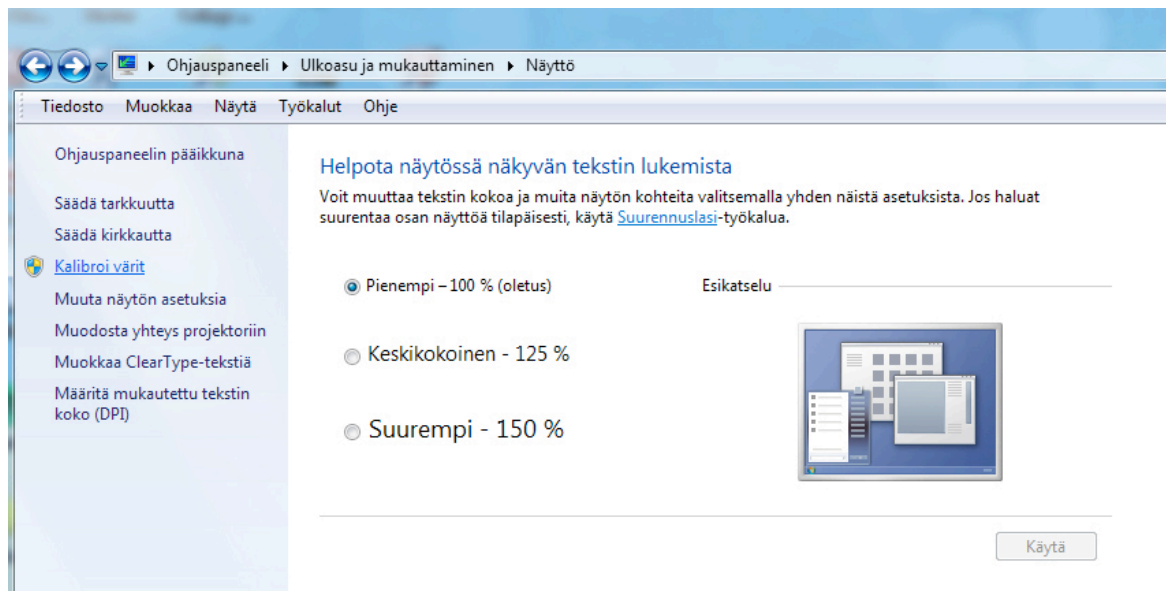 Ohjauspaneeli Ulkoasu ja mukauttaminen Näyttö
Tiedosto Muokkaa Näytä Työkalut Ohje
Ohjauspaneelin pääikkuna
Säädä tarkkuutta
Säädä kirkkautta
Kalibroi värit
Muuta näytön asetuksia
Muodosta yhteys projektoriin
Muokkaa ClearType-tekstiä
Määritä mukautettu tekstin
koko (DPI)
Helpota näytössä näkyvän tekstin lukemista
Voit muuttaa tekstin kokoa ja muita näytön kohteita valitsemalla yhden näistä asetuksista. Jos haluat
suurentaa osan näyttöä tilapäisesti, käytä Suurennuslasi-työkalua.
Pienempi – 100 % (oletus)
Esikatselu
Keskikokoinen - 125 %
Suurempi - 150 %
Käytä